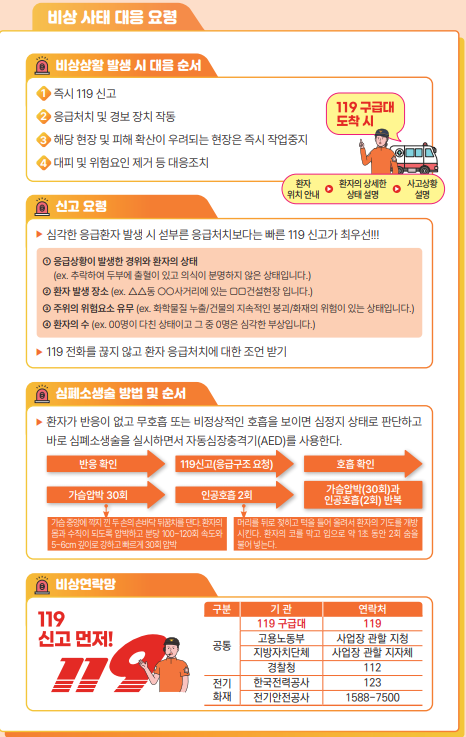 비상 사태 대응 요령
비상상황 발생 시 대응 순서
1 즉시 119 신고
2 응급처치 및 경보 장치 작동
3 해당 현장 및 피해 확산이 우려되는 현장은 즉시 작업중지
4 대피 및 위험요인 제거 등 대응조치
119 구급대
도착 시
환자
위치 안내
환자의 상세한
상태 설명
사고상황
설명
신고 요령
▶ 심각한 응급환자 발생 시 섣부른 응급처치보다는 빠른 119 신고가 최우선!!!
① 응급상황이 발생한 경위와 환자의 상태
(ex. 추락하여 두부에 출혈이 있고 의식이 분명하지 않은 상태입니다.)
② 환자 발생 장소 (ex. △△동 ○○사거리에 있는 □□건설현장 입니다.)
③ 주위의 위험요소 유무 (ex. 화학물질 누출/건물의 지속적인 붕괴/화재의 위험이 있는 상태입니다.)
④ 환자의 수 (ex. 00명이 다친 상태이고 그 중 0명은 심각한 부상입니다.)
▶ 119 전화를 끊지 않고 환자 응급처치에 대한 조언 받기
심폐소생술 방법 및 순서
▶ 환자가 반응이 없고 무호흡 또는 비정상적인 호흡을 보이면 심정지 상태로 판단하고
바로 심폐소생술을 실시하면서 자동심장충격기(AED)를 사용한다.
반응 확인
119신고(응급구조 요청)
호흡 확인
가슴압박 30회
인공호흡 2회
가슴압박(30회)과
인공호흡(2회) 반복
가슴 중앙에 깍지 낀 두 손의 손바닥 뒤꿈치를 댄다. 환자의
몸과 수직이 되도록 압박하고 분당 100~120회 속도와
5~6cm 깊이로 강하고 빠르게 30회 압박
머리를 뒤로 젖히고 턱을 들어 올려서 환자의 기도를 개방
시킨다. 환자의 코를 막고 입으로 약 1초 동안 2회 숨을
불어 넣는다.
비상연락망
119
신고 먼저!
119
구분 기 관 연락처
공통
119 구급대 119
고용노동부 사업장 관할 지청
지방자치단체 사업장 관할 지자체
경찰청 112
전기
화재
한국전력공사 123
전기안전공사 1588-7500